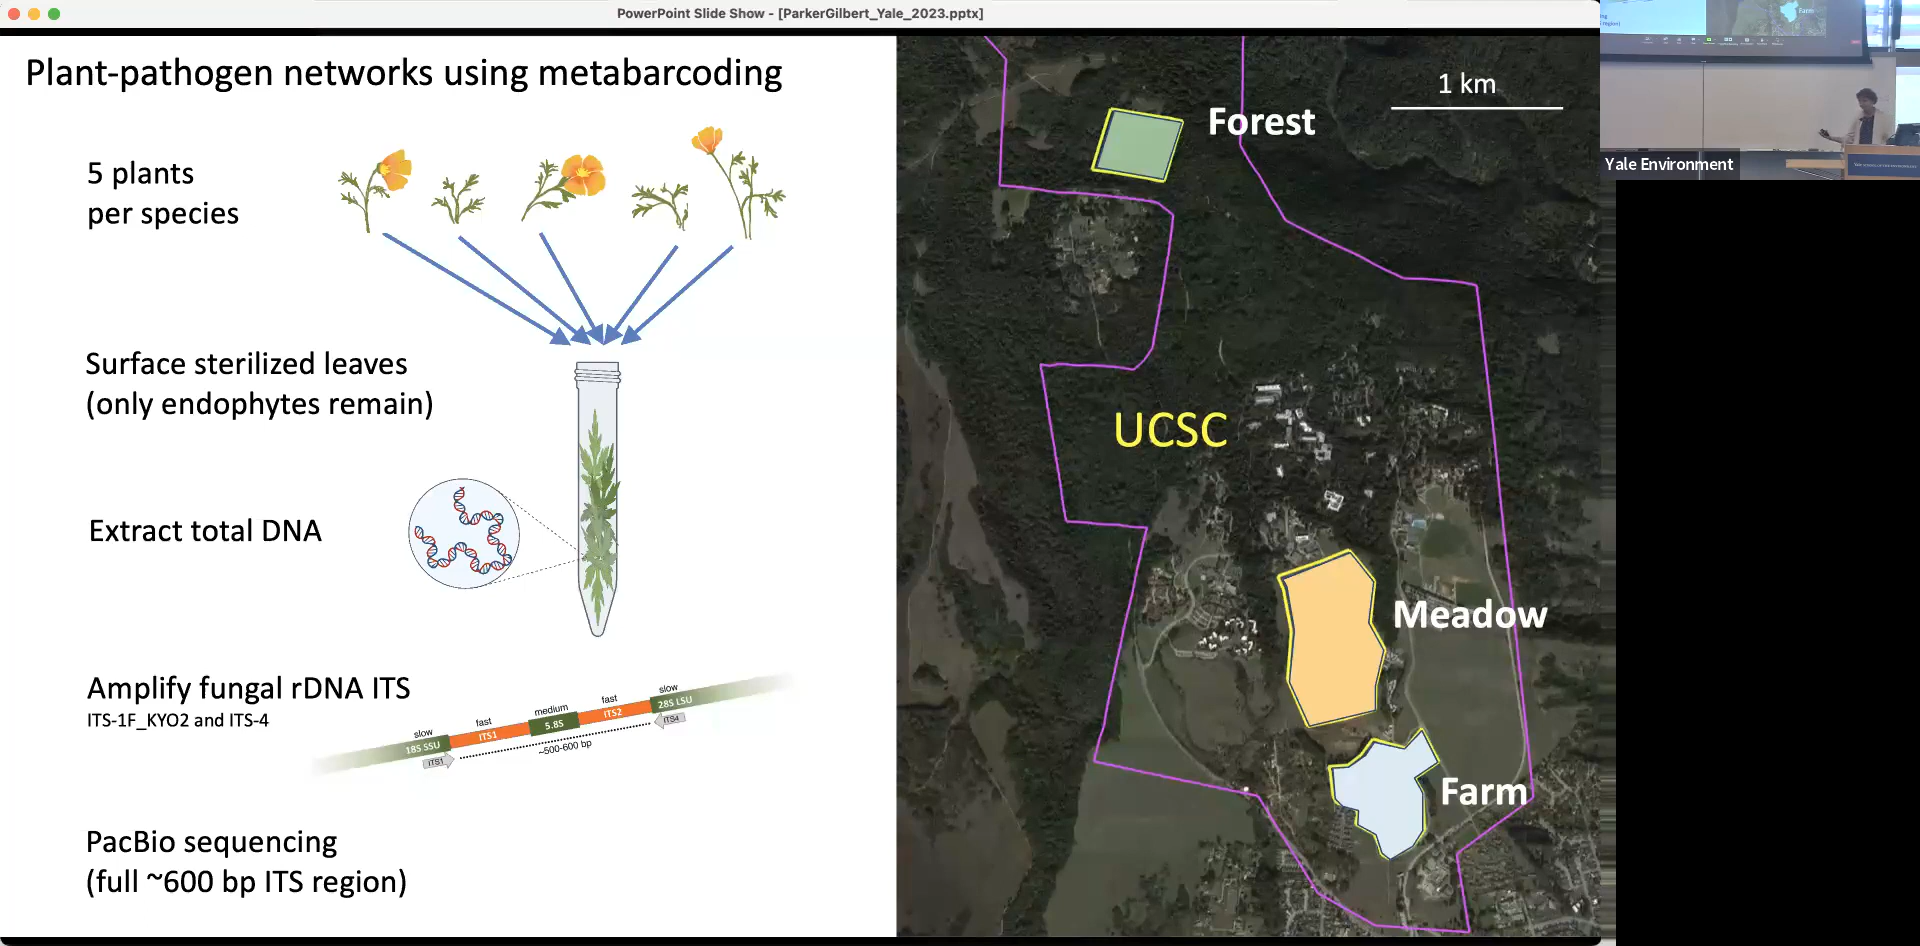 PowerPoint Slide Show - [ParkerGilbert_Yale_2023.pptx]
Plant-pathogen networks using metabarcoding
5 plants
per species
Surface sterilized leaves
(only endophytes remain)
Extract total DNA
Amplify fungal rDNA ITS
ITS-1F_KYO2 and ITS-4
slow
fast
medium
fast
slow
18S SSU
ITS1
5.8S
ITS2
28S LSU
ITS1
~500-600 bp
ITS4
PacBio sequencing
(full ~600 bp ITS region)
1 km
Forest
UCSC
Meadow
Farm
Farm
Yale Environment